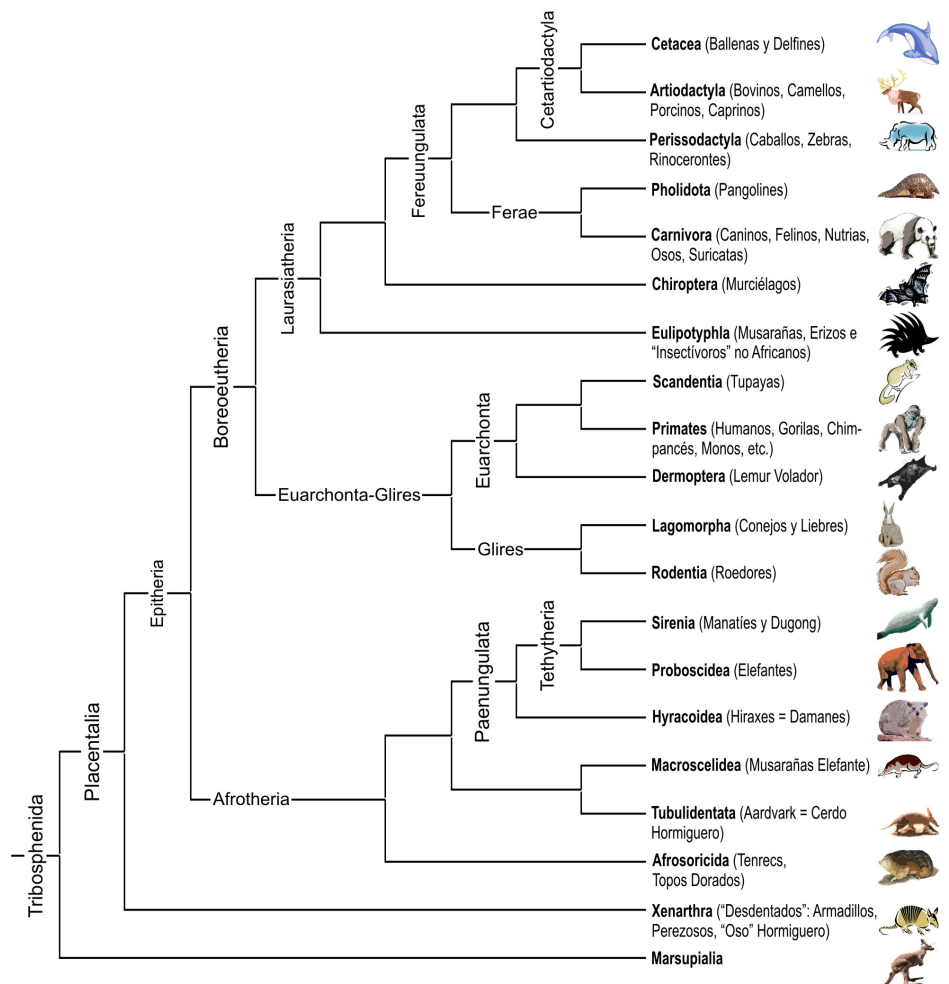 Cetacea (Ballenas y Delfines)
Cetartiodactyla
Artiodactyla (Bovinos, Camellos,
Porcinos, Caprinos)
Fereuungulata
Perissodactyla (Caballos, Zebras,
Rinocerontes)
Pholidota (Pangolines)
Ferae
Carnivora (Caninos, Felinos, Nutrias,
Osos, Suricatas)
Laurasiatheria
Chiroptera (Murciélagos)
Eulipotyphla (Musarañas, Erizos e
“Insectívoros” no Africanos)
Boreoeutheria
Scandentia (Tupayas)
Euarchonta
Primates (Humanos, Gorilas, Chim-
pancés, Monos, etc.)
Dermoptera (Lemur Volador)
Euarchonta-Glires
Lagomorpha (Conejos y Liebres)
Glires
Rodentia (Roedores)
Epitheria
Sirenia (Manatíes y Dugong)
Tethytheria
Proboscidea (Elefantes)
Paenungulata
Hyracoidea (Hiraxes = Damanes)
Placentalia
Macroscelidea (Musarañas Elefante)
Afrotheria
Tubulidentata (Aardvark = Cerdo
Hormiguero)
Tribosphenida
Afrosoricida (Tenrecs,
Topos Dorados)
Xenarthra (“Desdentados”: Armadillos,
Perezosos, “Oso” Hormiguero)
Marsupialia